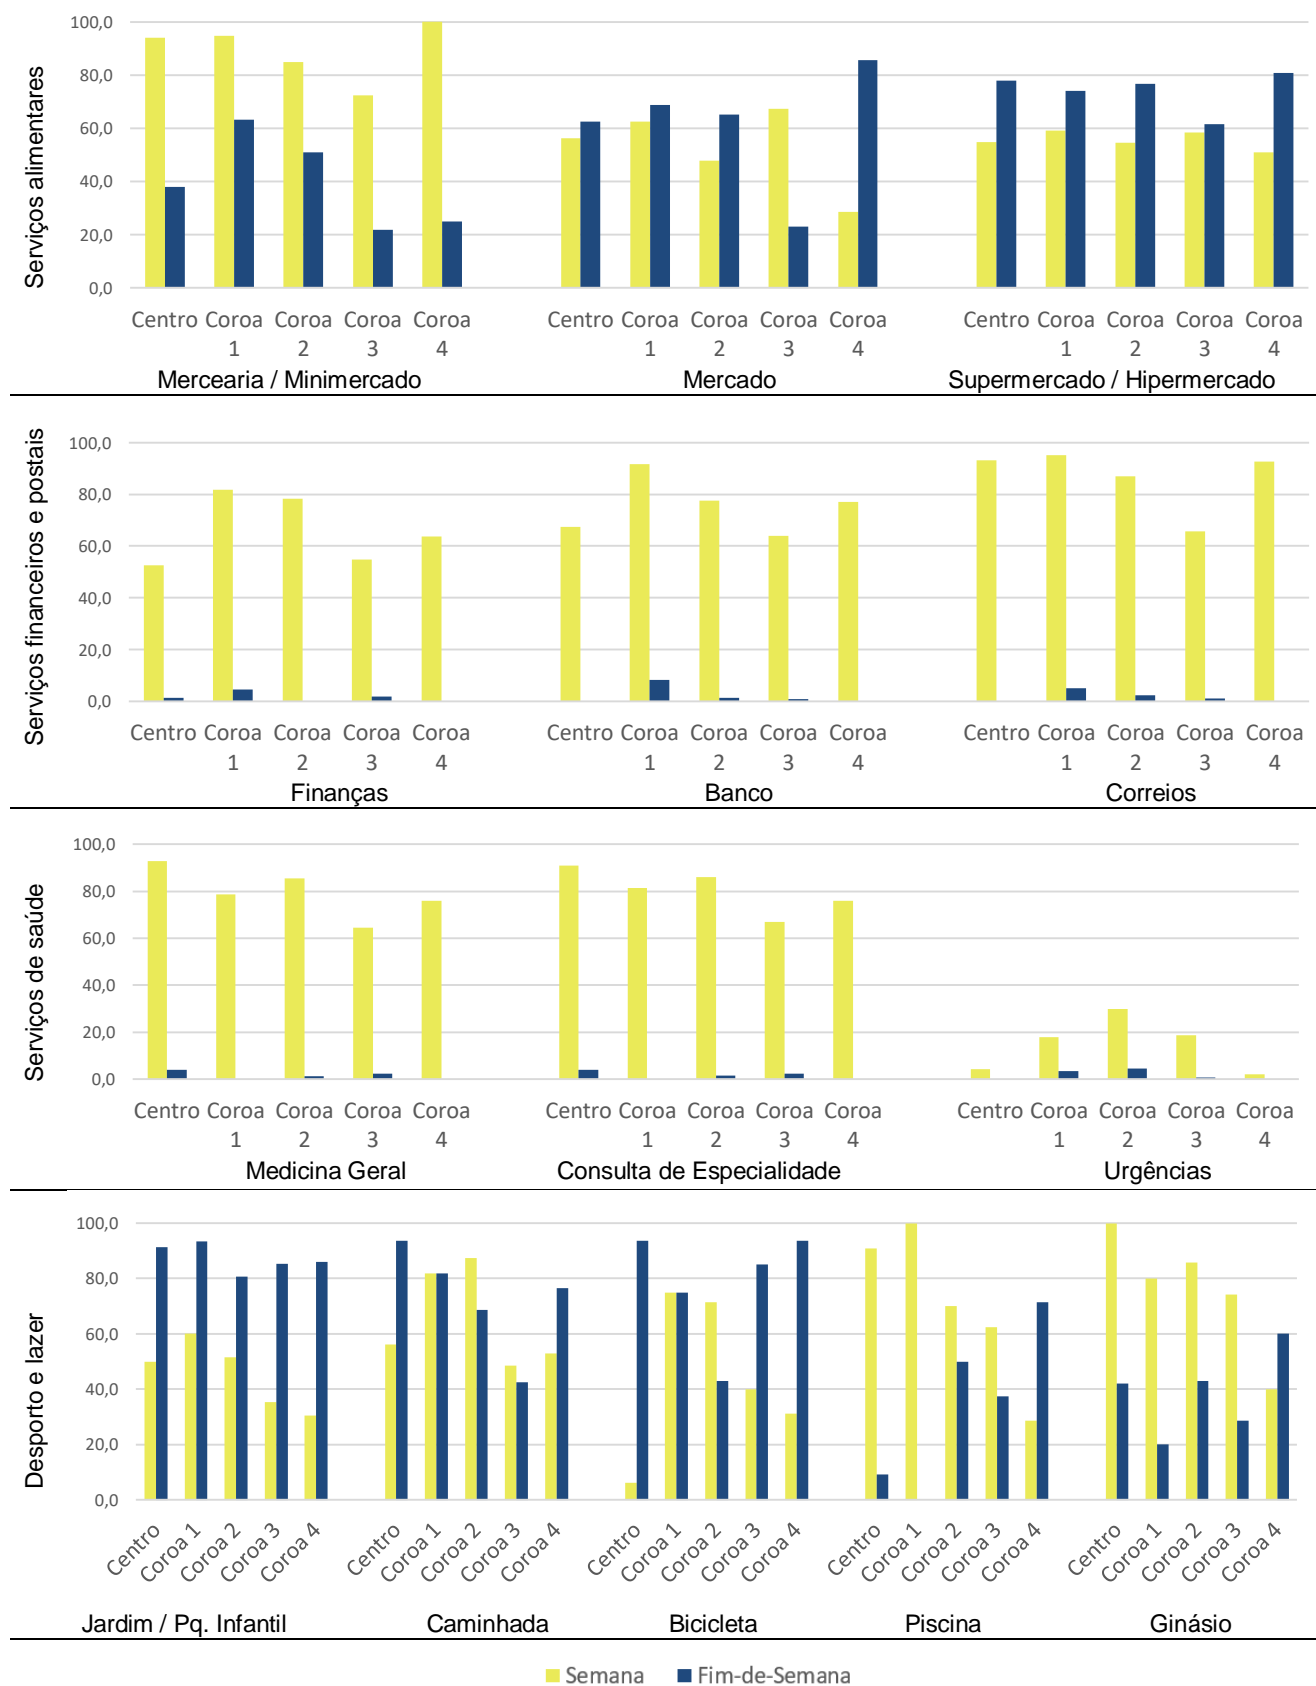 Serviços alimentares
100,0
80,0
60,0
40,0
20,0
0,0
Centro Coroa 1 Coroa 2 Coroa 3 Coroa 4
Centro Coroa 1 Coroa 2 Coroa 3 Coroa 4
Centro Coroa 1 Coroa 2 Coroa 3 Coroa 4
Mercearia / Minimercado
Mercado
Supermercado / Hipermercado
Serviços financeiros e postais
100,0
80,0
60,0
40,0
20,0
0,0
Centro Coroa 1 Coroa 2 Coroa 3 Coroa 4
Centro Coroa 1 Coroa 2 Coroa 3 Coroa 4
Centro Coroa 1 Coroa 2 Coroa 3 Coroa 4
Finanças
Banco
Correios
Serviços de saúde
100,0
80,0
60,0
40,0
20,0
0,0
Centro Coroa 1 Coroa 2 Coroa 3 Coroa 4
Centro Coroa 1 Coroa 2 Coroa 3 Coroa 4
Centro Coroa 1 Coroa 2 Coroa 3 Coroa 4
Medicina Geral
Consulta de Especialidade
Urgências
Desporto e lazer
100,0
80,0
60,0
40,0
20,0
0,0
Centro Coroa 1 Coroa 2 Coroa 3 Coroa 4
Centro Coroa 1 Coroa 2 Coroa 3 Coroa 4
Centro Coroa 1 Coroa 2 Coroa 3 Coroa 4
Centro Coroa 1 Coroa 2 Coroa 3 Coroa 4
Centro Coroa 1 Coroa 2 Coroa 3 Coroa 4
Jardim / Pq. Infantil
Caminhada
Bicicleta
Piscina
Ginásio
Semana
Fim-de-Semana